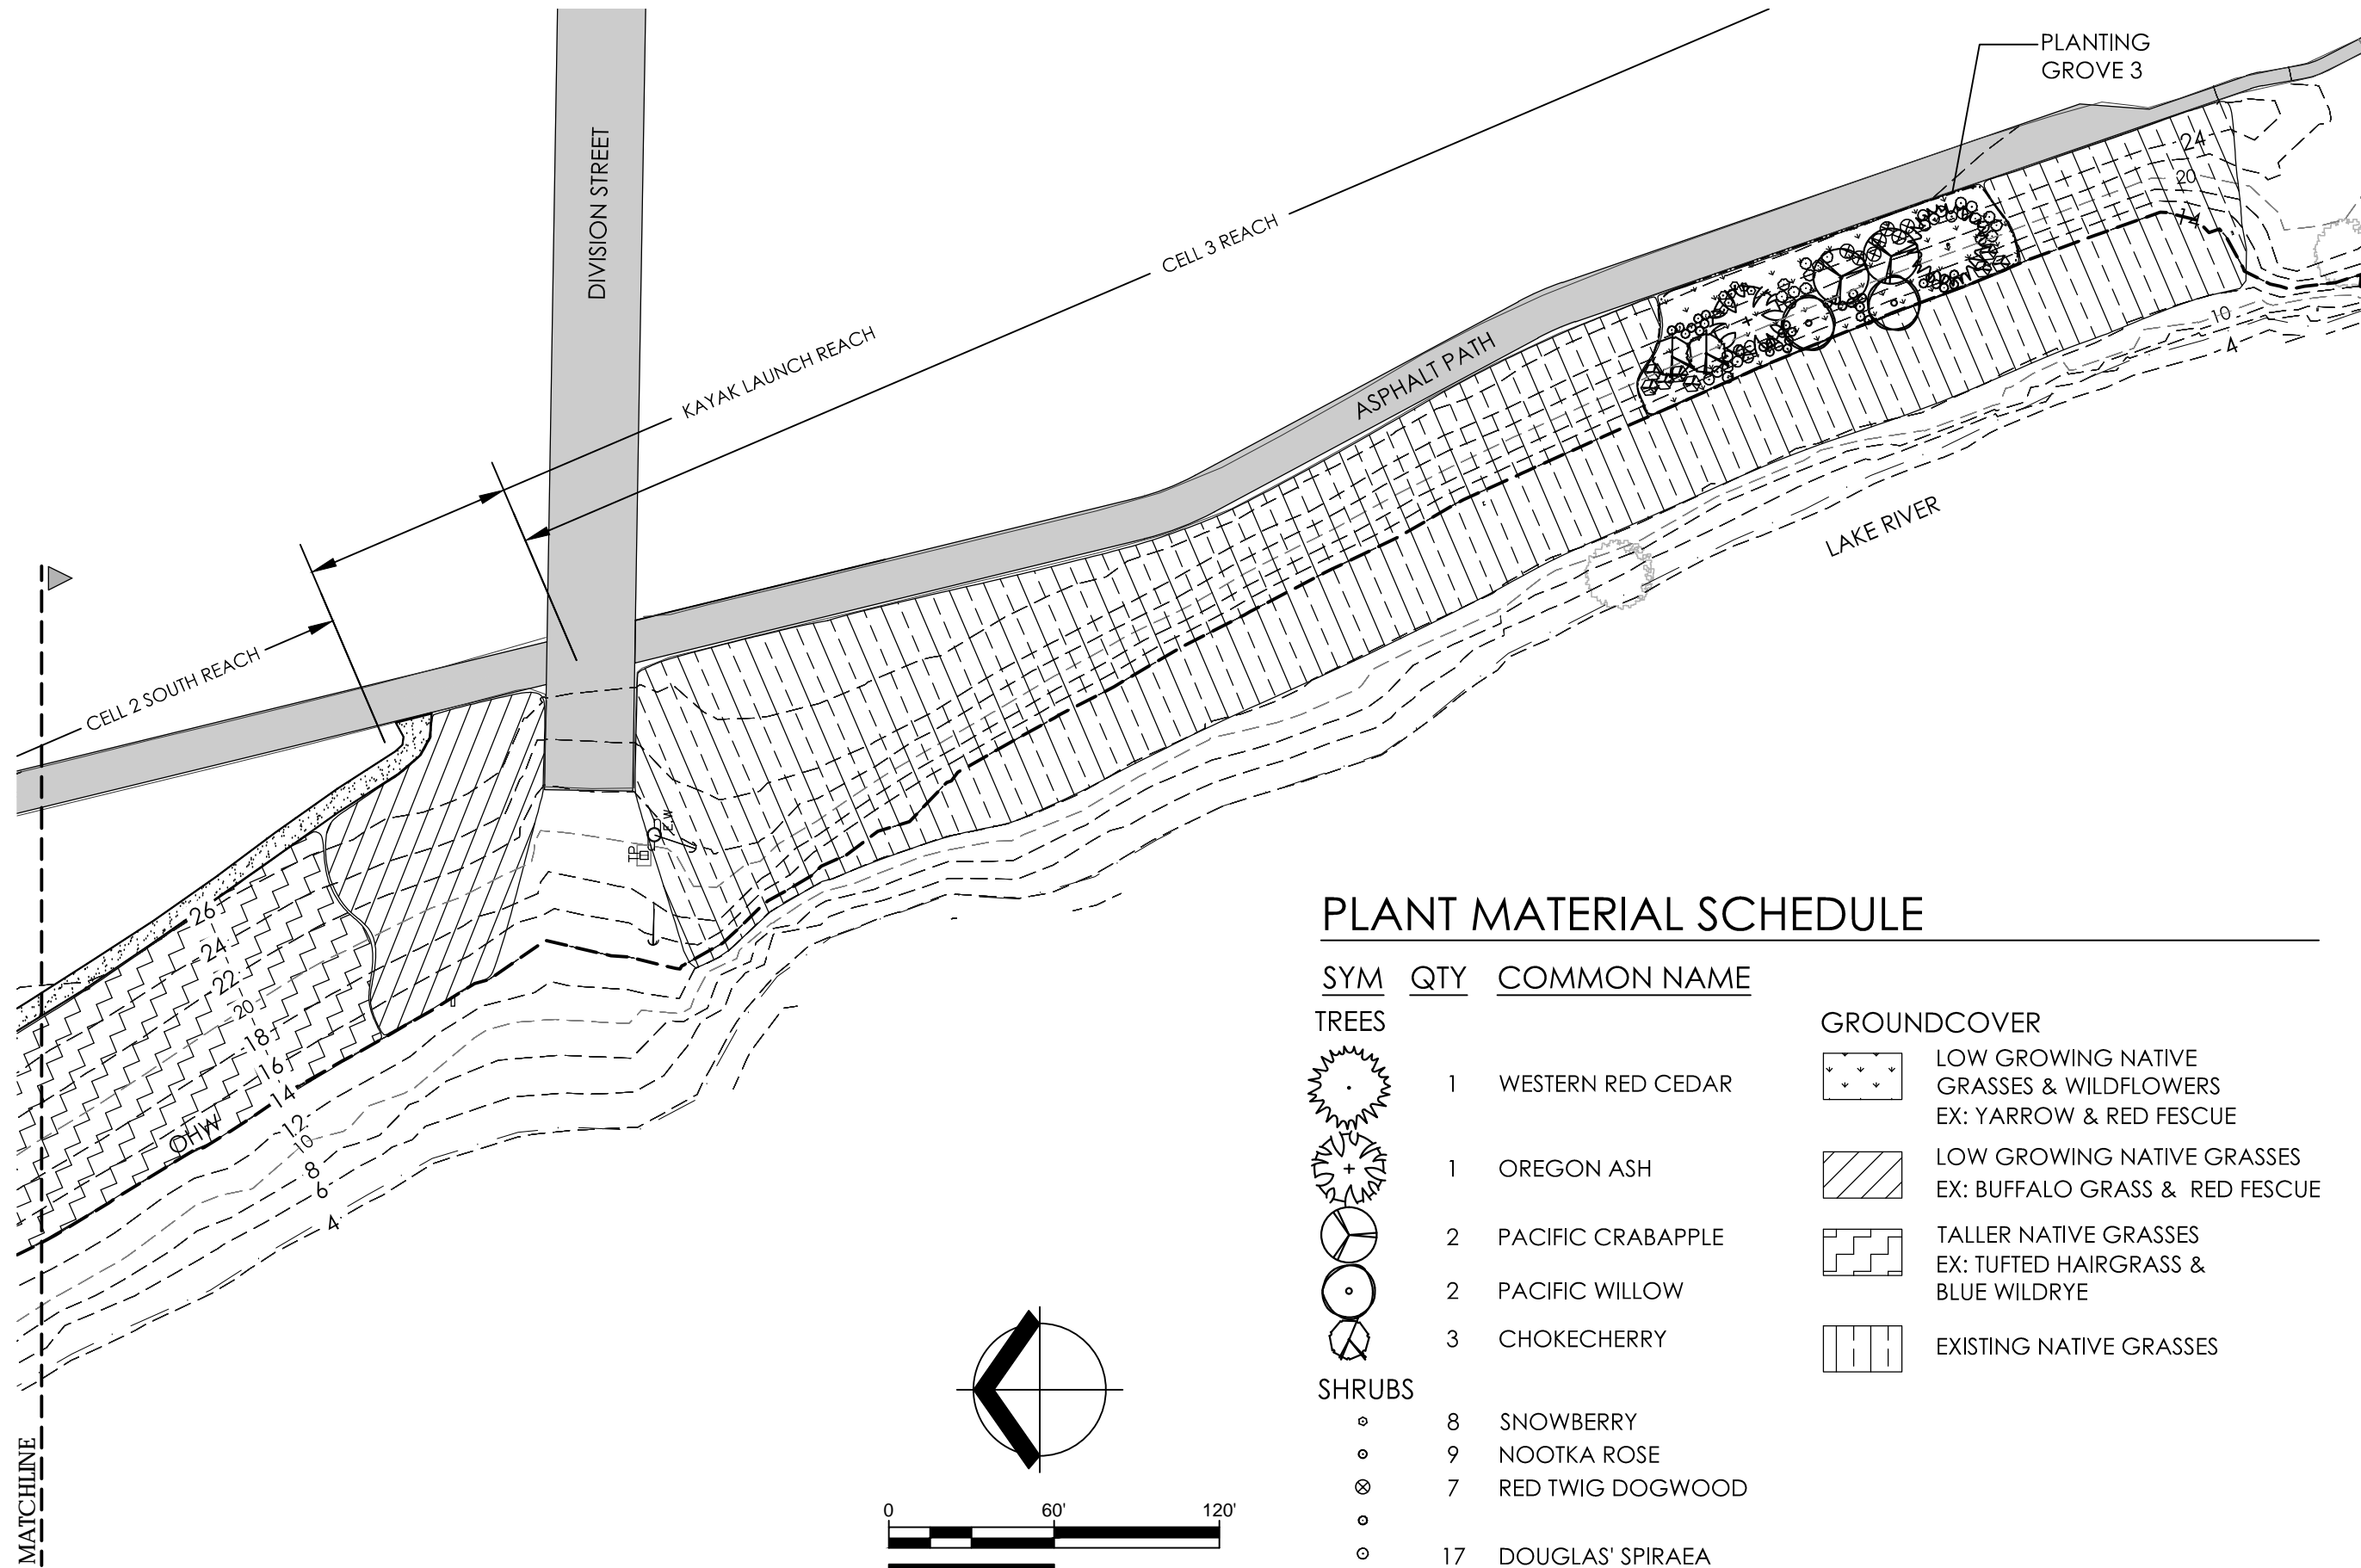 PLANTING
GROVE 3
DIVISION STREET
CELL 3 REACH
KAYAK LAUNCH REACH
CELL 2 SOUTH REACH
ASPHALT PATH
LAKE RIVER
24
20
14
10
4
TP
E,W
26
24
22
20
18
16
14
12
10
8
6
4
OHW
MATCHLINE
0 60' 120'
PLANT MATERIAL SCHEDULE
SYM QTY COMMON NAME
TREES
1 WESTERN RED CEDAR
1 OREGON ASH
2 PACIFIC CRABAPPLE
2 PACIFIC WILLOW
3 CHOKECHERRY
SHRUBS
8 SNOWBERRY
9 NOOTKA ROSE
7 RED TWIG DOGWOOD
17 DOUGLAS' SPIRAEA
GROUNDCOVER
LOW GROWING NATIVE
GRASSES & WILDFLOWERS
EX: YARROW & RED FESCUE
LOW GROWING NATIVE GRASSES
EX: BUFFALO GRASS & RED FESCUE
TALLER NATIVE GRASSES
EX: TUFTED HAIRGRASS &
BLUE WILDRYE
EXISTING NATIVE GRASSES